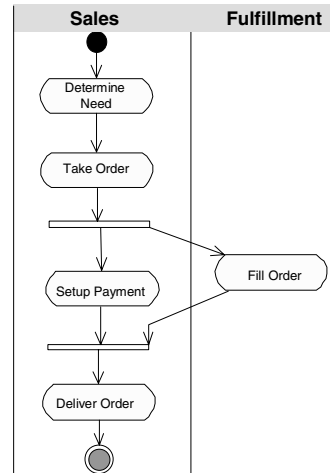 Sales
Fulfillment
Determine
Need
Take Order
Fill Order
Setup Payment
Deliver Order